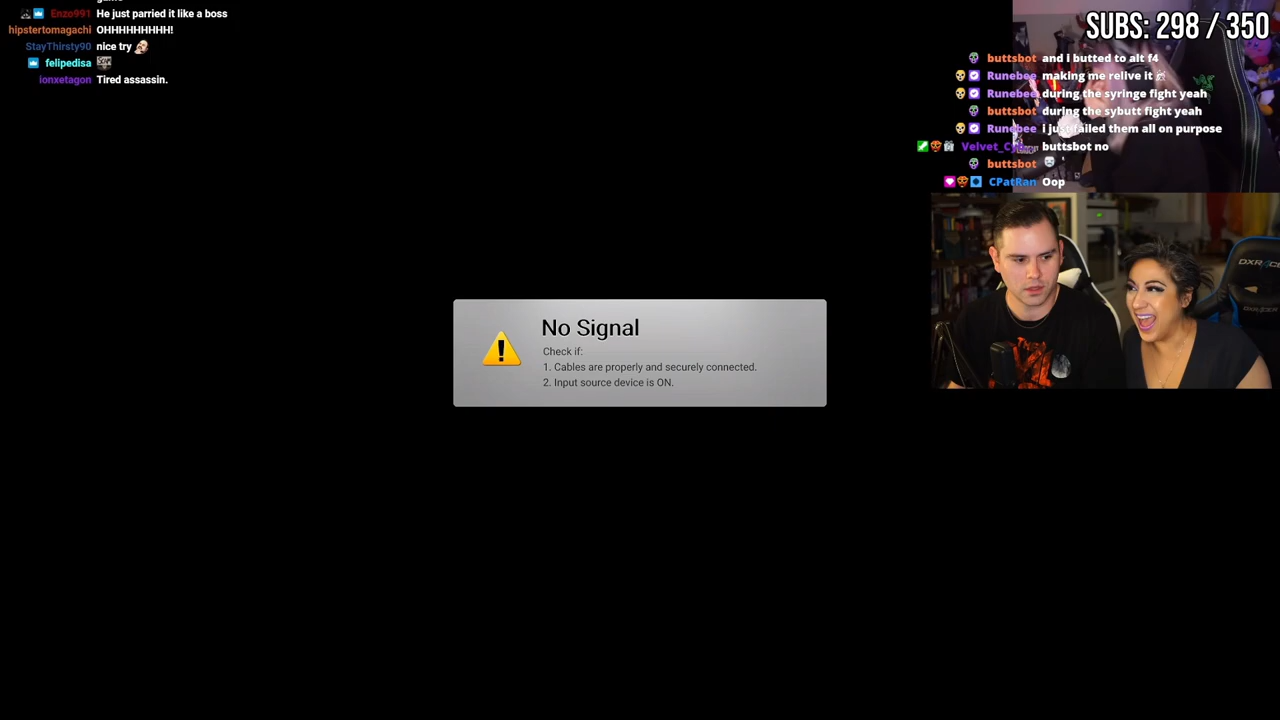 Enzo991 He just parried it like a boss
hipstertomagachi OHHHHHHHHH!
StayThirsty90 nice try
felipedisa
ionxetagon Tired assassin.
SUBS: 298 / 350
buttsbot and I butted to alt f4
Runebee making me relive it
Runebee during the syringe fight yeah
buttsbot during the sybutt fight yeah
Runebee i just failed them all on purpose
buttsbot no
buttsbot
CPatRan Oop
No Signal
Check if:
1. Cables are properly and securely connected.
2. Input source device is ON.